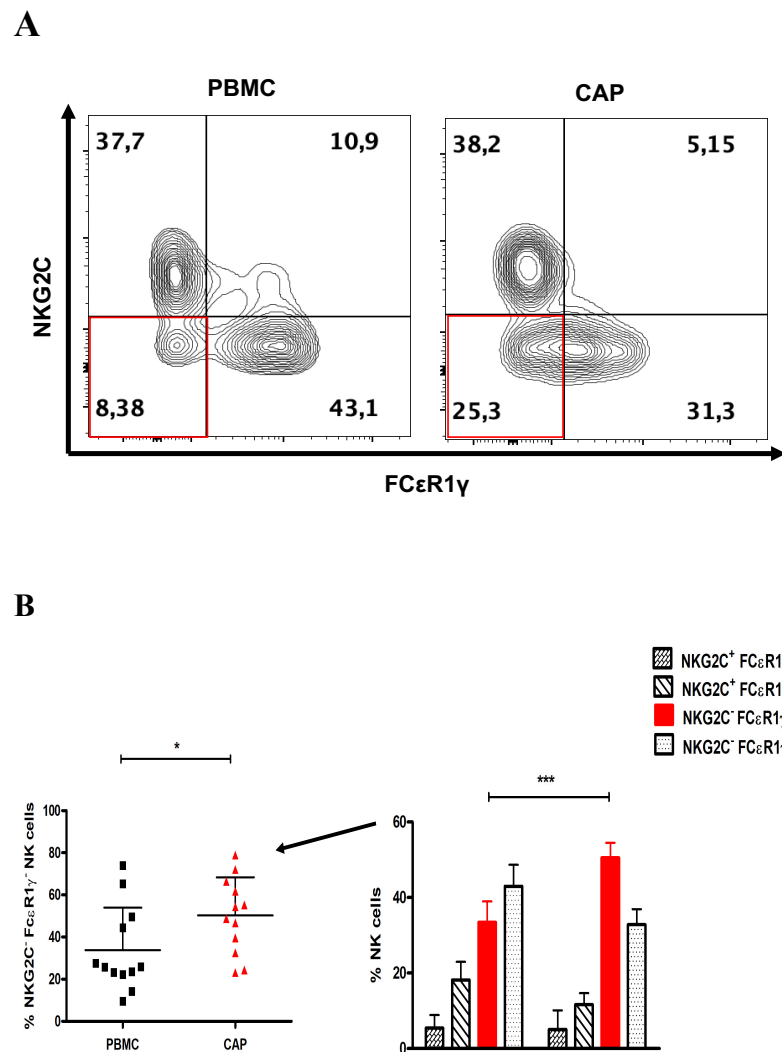 A
PBMC
CAP
37,7
10,9
38,2
5,15
NKG2C
8,38
43,1
25,3
31,3
FCεR1γ
B
NKG2C⁺ FCεR1
NKG2C⁺ FCεR1
NKG2C⁻ FCεR1γ
NKG2C⁻ FCεR1
*
***
% NKG2C⁻ FcεR1γ⁻ NK cells
100
80
60
40
20
0
PBMC
CAP
% NK cells
60
40
20
0